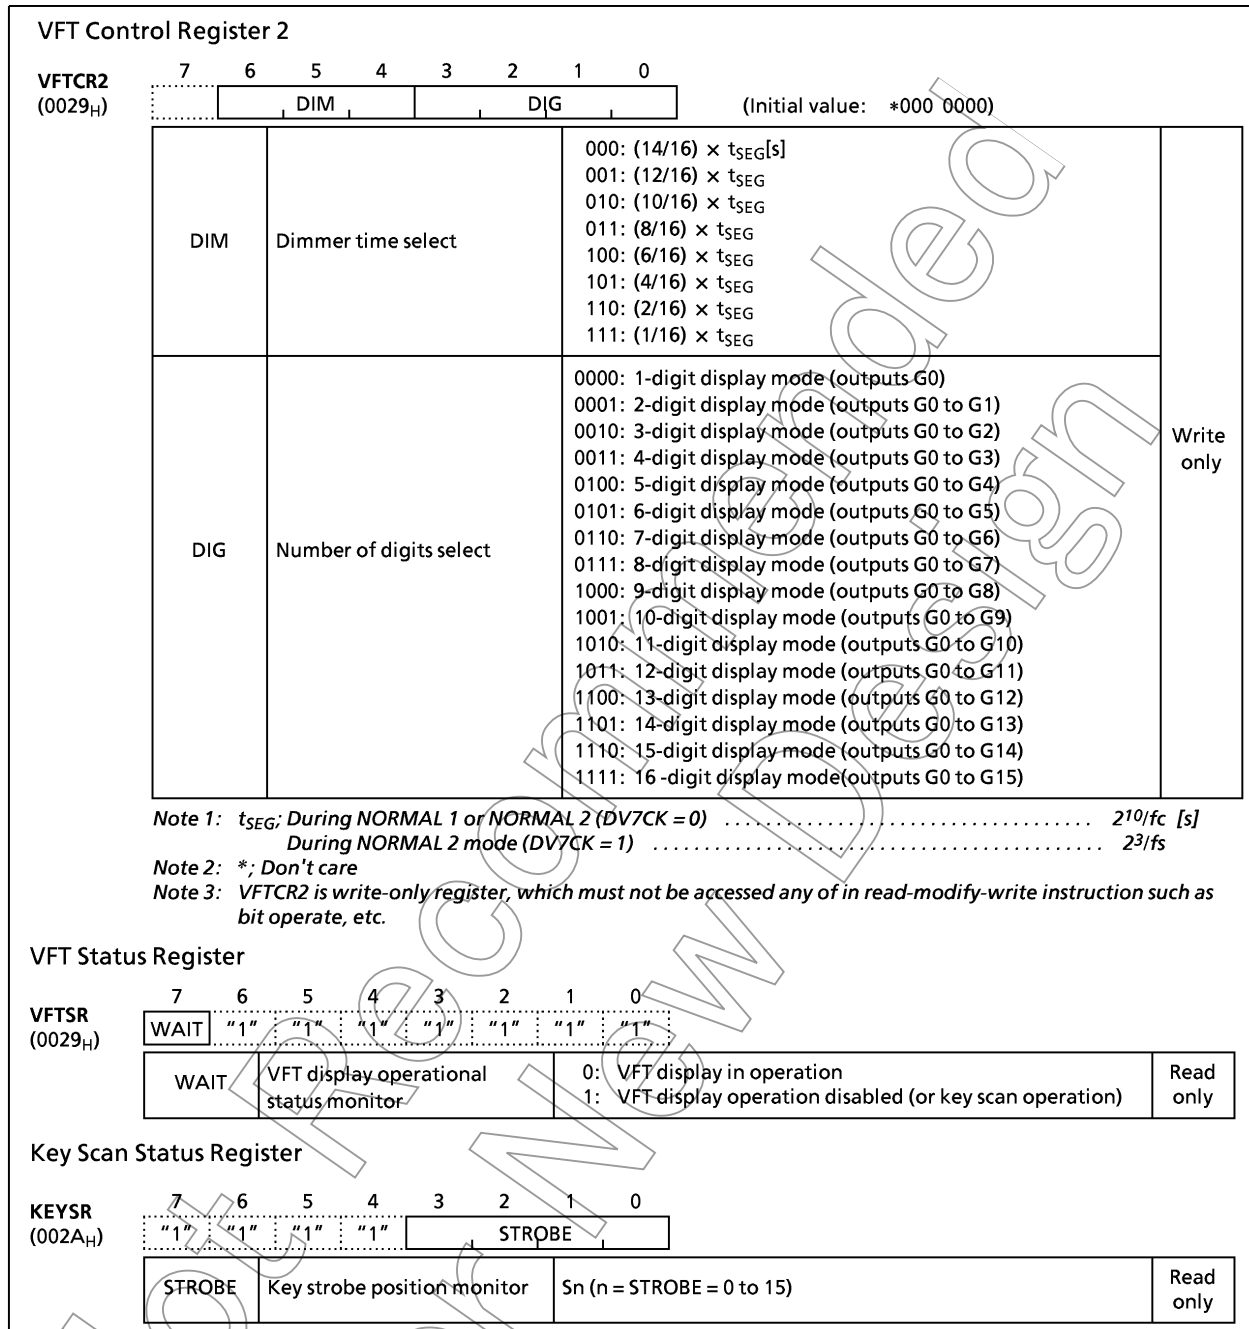 VFT Control Register 2
7 6 5 4 3 2 1 0
VFTCR2
(0029H)
DIM DIG (Initial value: *000 0000)
DIM Dimmer time select
000: (14/16) × tSEG[s]
001: (12/16) × tSEG
010: (10/16) × tSEG
011: (8/16) × tSEG
100: (6/16) × tSEG
101: (4/16) × tSEG
110: (2/16) × tSEG
111: (1/16) × tSEG
DIG Number of digits select
0000: 1-digit display mode (outputs G0)
0001: 2-digit display mode (outputs G0 to G1)
0010: 3-digit display mode (outputs G0 to G2)
0011: 4-digit display mode (outputs G0 to G3)
0100: 5-digit display mode (outputs G0 to G4)
0101: 6-digit display mode (outputs G0 to G5)
0110: 7-digit display mode (outputs G0 to G6)
0111: 8-digit display mode (outputs G0 to G7)
1000: 9-digit display mode (outputs G0 to G8)
1001: 10-digit display mode (outputs G0 to G9)
1010: 11-digit display mode (outputs G0 to G10)
1011: 12-digit display mode (outputs G0 to G11)
1100: 13-digit display mode (outputs G0 to G12)
1101: 14-digit display mode (outputs G0 to G13)
1110: 15-digit display mode (outputs G0 to G14)
1111: 16 -digit display mode(outputs G0 to G15)
Write
only
Note 1: tSEG; During NORMAL 1 or NORMAL 2 (DV7CK = 0) ........................................ 2^10/fc [s]
During NORMAL 2 mode (DV7CK = 1) ................................................ 2^3/fs
Note 2: *; Don't care
Note 3: VFTCR2 is write-only register, which must not be accessed any of in read-modify-write instruction such as
bit operate, etc.
VFT Status Register
7 6 5 4 3 2 1 0
VFTSR
(0029H)
WAIT "1" "1" "1" "1" "1" "1" "1"
WAIT
VFT display operational
status monitor
0: VFT display in operation
1: VFT display operation disabled (or key scan operation)
Read
only
Key Scan Status Register
7 6 5 4 3 2 1 0
KEYSR
(002AH)
"1" "1" "1" "1" STROBE
STROBE Key strobe position monitor Sn (n = STROBE = 0 to 15)
Read
only
Not Recommended
for New Design